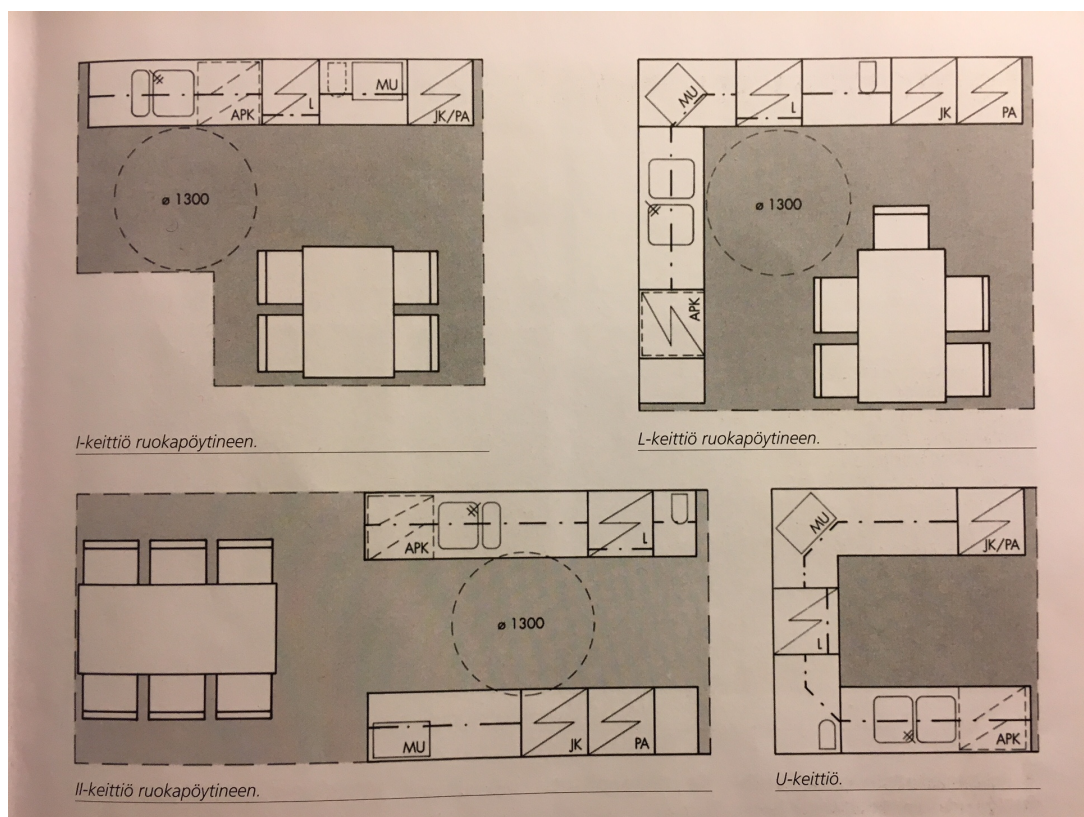 APK
L
MU
JK/PA
ø 1300
I-keittiö ruokapöytineen.
MU
L
JK
PA
ø 1300
APK
L-keittiö ruokapöytineen.
APK
L
ø 1300
MU
JK
PA
II-keittiö ruokapöytineen.
MU
JK/PA
L
APK
U-keittiö.